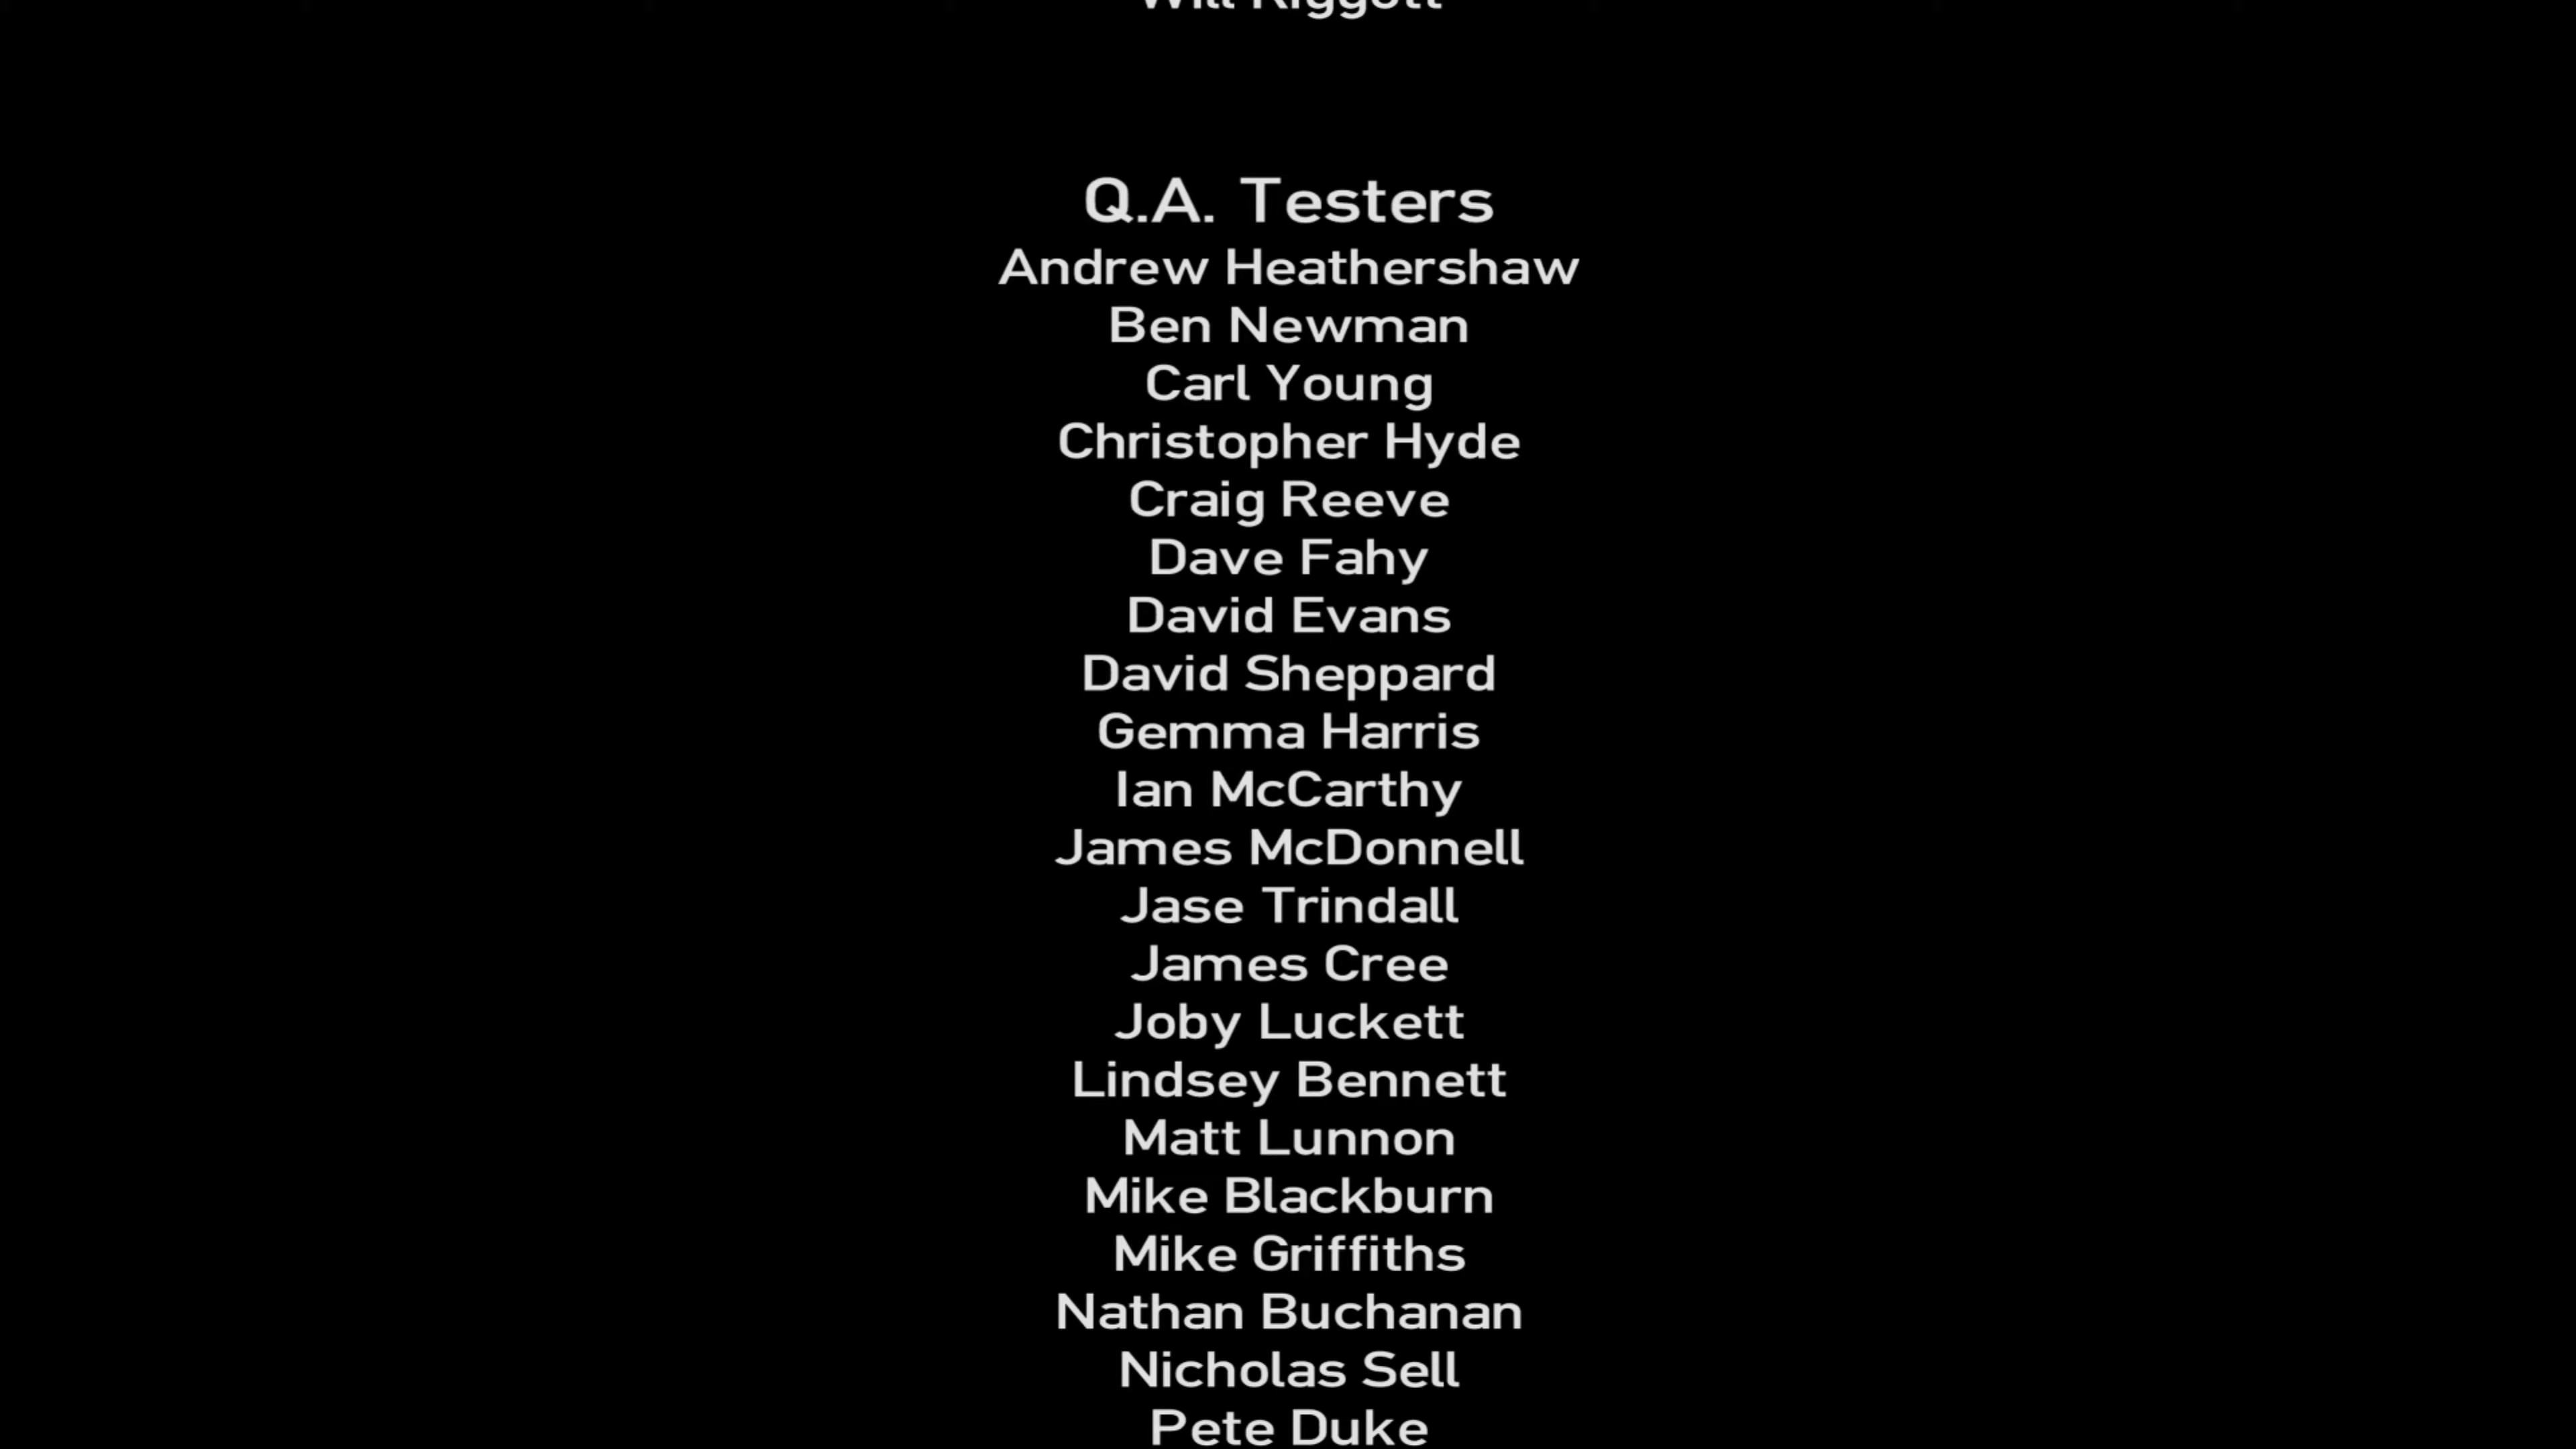 Will Riggott
Q.A. Testers
Andrew Heathershaw
Ben Newman
Carl Young
Christopher Hyde
Craig Reeve
Dave Fahy
David Evans
David Sheppard
Gemma Harris
Ian McCarthy
James McDonnell
Jase Trindall
James Cree
Joby Luckett
Lindsey Bennett
Matt Lunnon
Mike Blackburn
Mike Griffiths
Nathan Buchanan
Nicholas Sell
Pete Duke